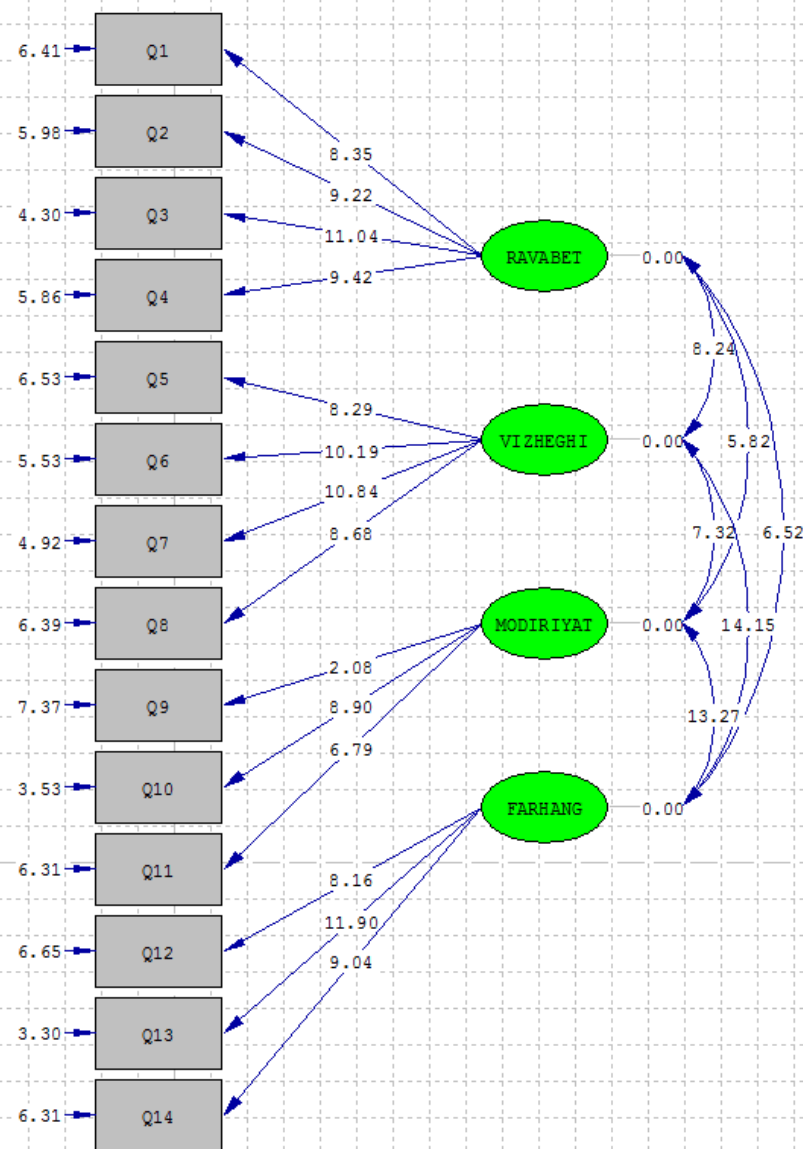 6.41 Q1
5.98 Q2
8.35
9.22
4.30 Q3
11.04
RAVABET 0.00
9.42
5.86 Q4
8.24
6.53 Q5
8.29
VIZHEGHI 0.00 5.82
10.19
5.53 Q6
10.84
8.68
7.32 6.52
4.92 Q7
6.39 Q8
MODIRIYAT 0.00 14.15
2.08
7.37 Q9
8.90
13.27
6.79
3.53 Q10
FARHANG 0.00
6.31 Q11
8.16
11.90
6.65 Q12
9.04
3.30 Q13
6.31 Q14